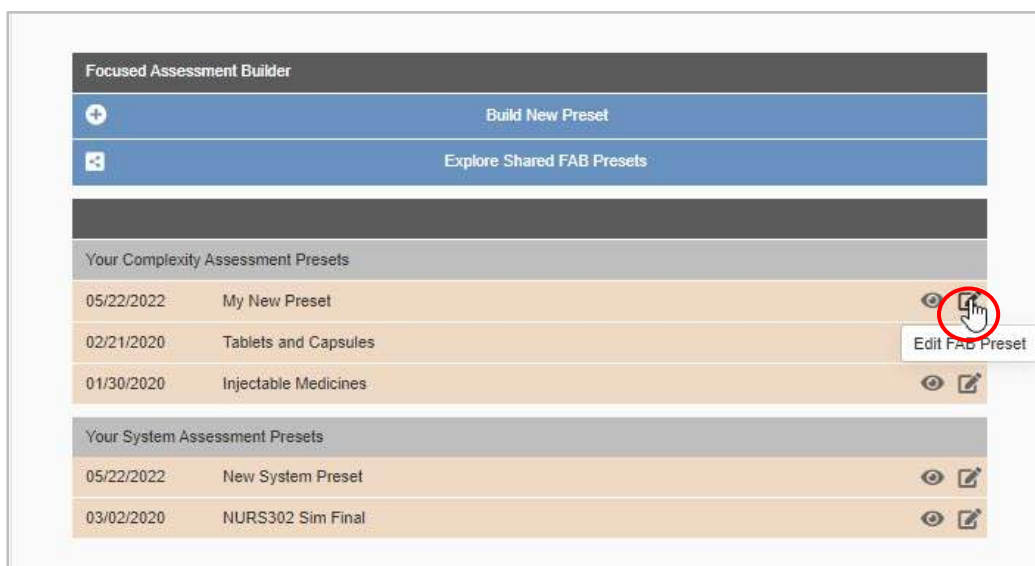 Focused Assessment Builder
Build New Preset
Explore Shared FAB Presets
Your Complexity Assessment Presets
05/22/2022 My New Preset
02/21/2020 Tablets and Capsules
Edit FAB Preset
01/30/2020 Injectable Medicines
Your System Assessment Presets
05/22/2022 New System Preset
03/02/2020 NURS302 Sim Final